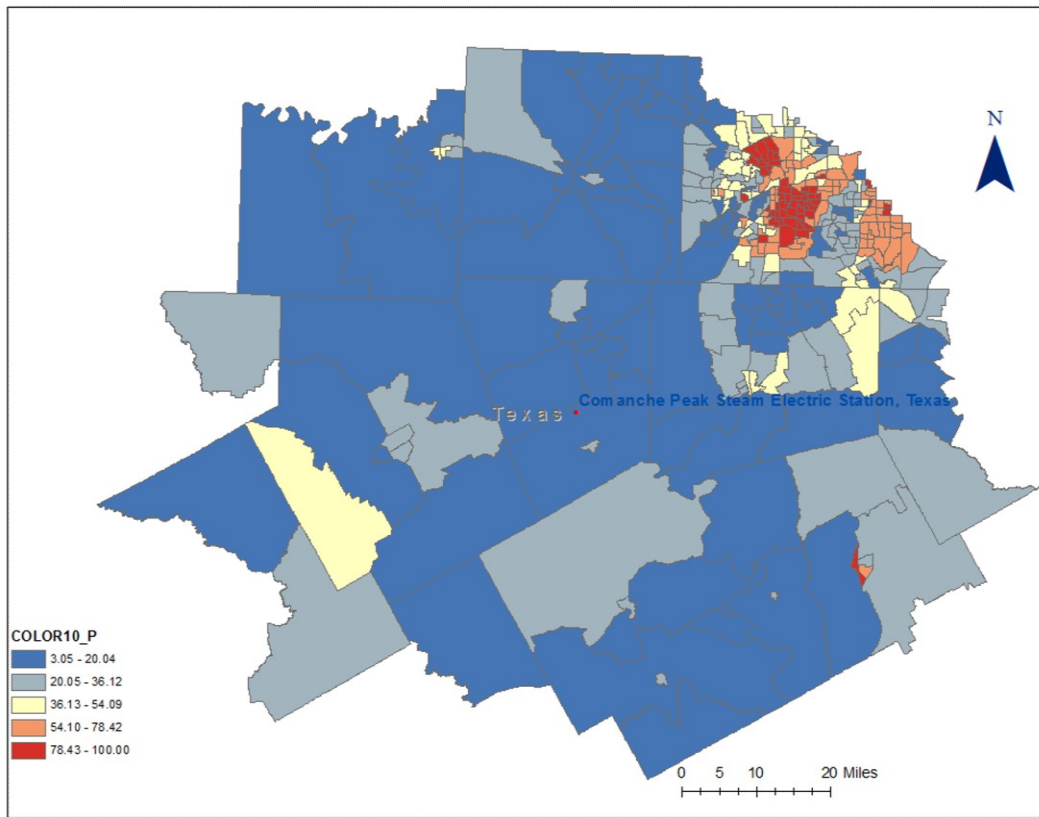 N
Comanche Peak Steam Electric Station, Texas
Texas
COLOR10_P
3.05 - 20.04
20.05 - 36.12
36.13 - 54.09
54.10 - 78.42
78.43 - 100.00
0 5 10 20 Miles